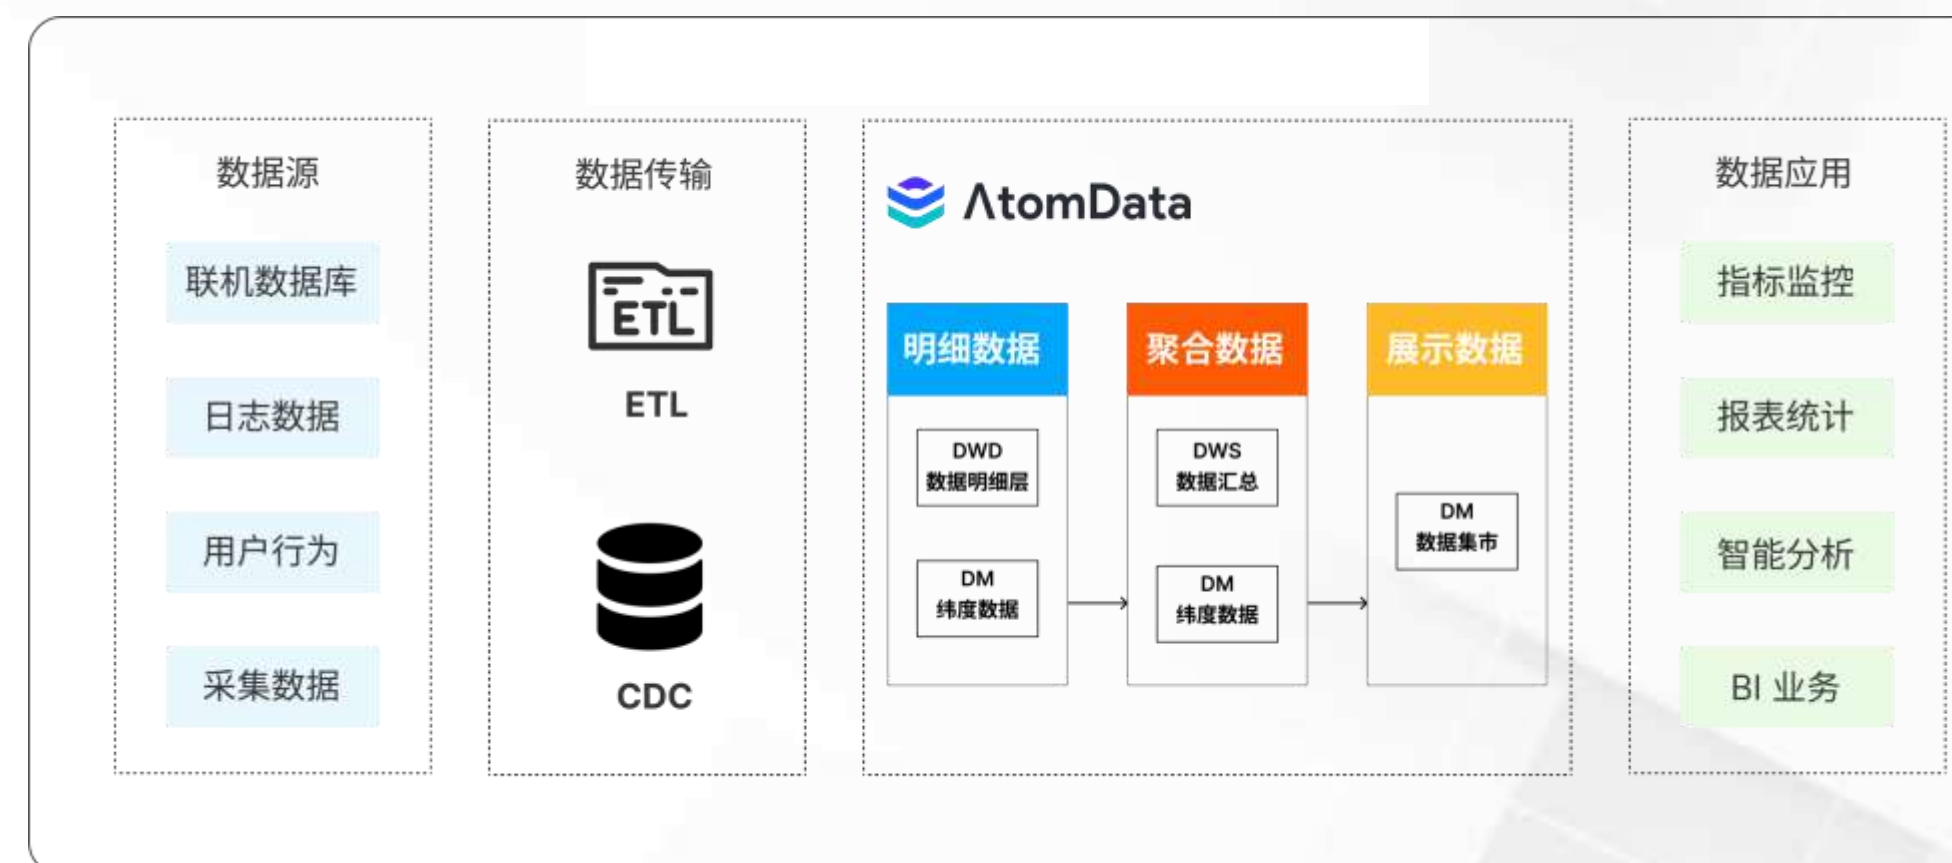 数据源
联机数据库
日志数据
用户行为
采集数据
数据传输
ETL
ETL
CDC
AtomData
明细数据
DWD
数据明细层
DM
纬度数据
聚合数据
DWS
数据汇总
DM
纬度数据
展示数据
DM
数据集市
数据应用
指标监控
报表统计
智能分析
BI 业务